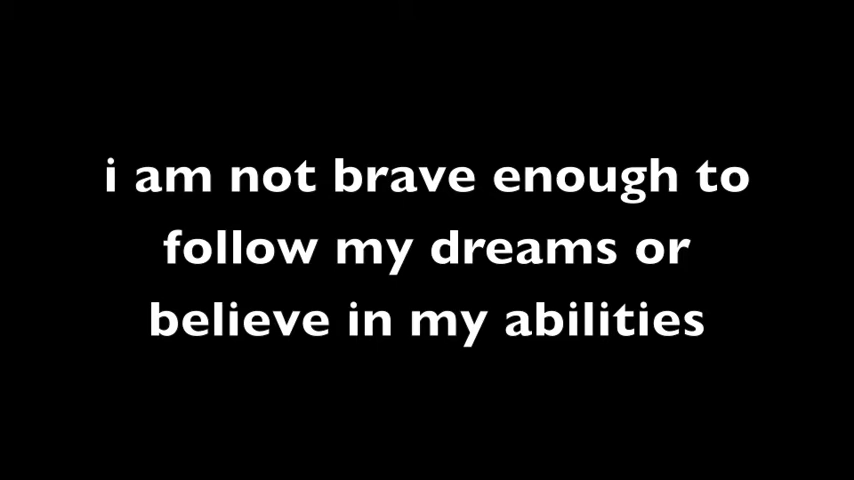 i am not brave enough to
follow my dreams or
believe in my abilities